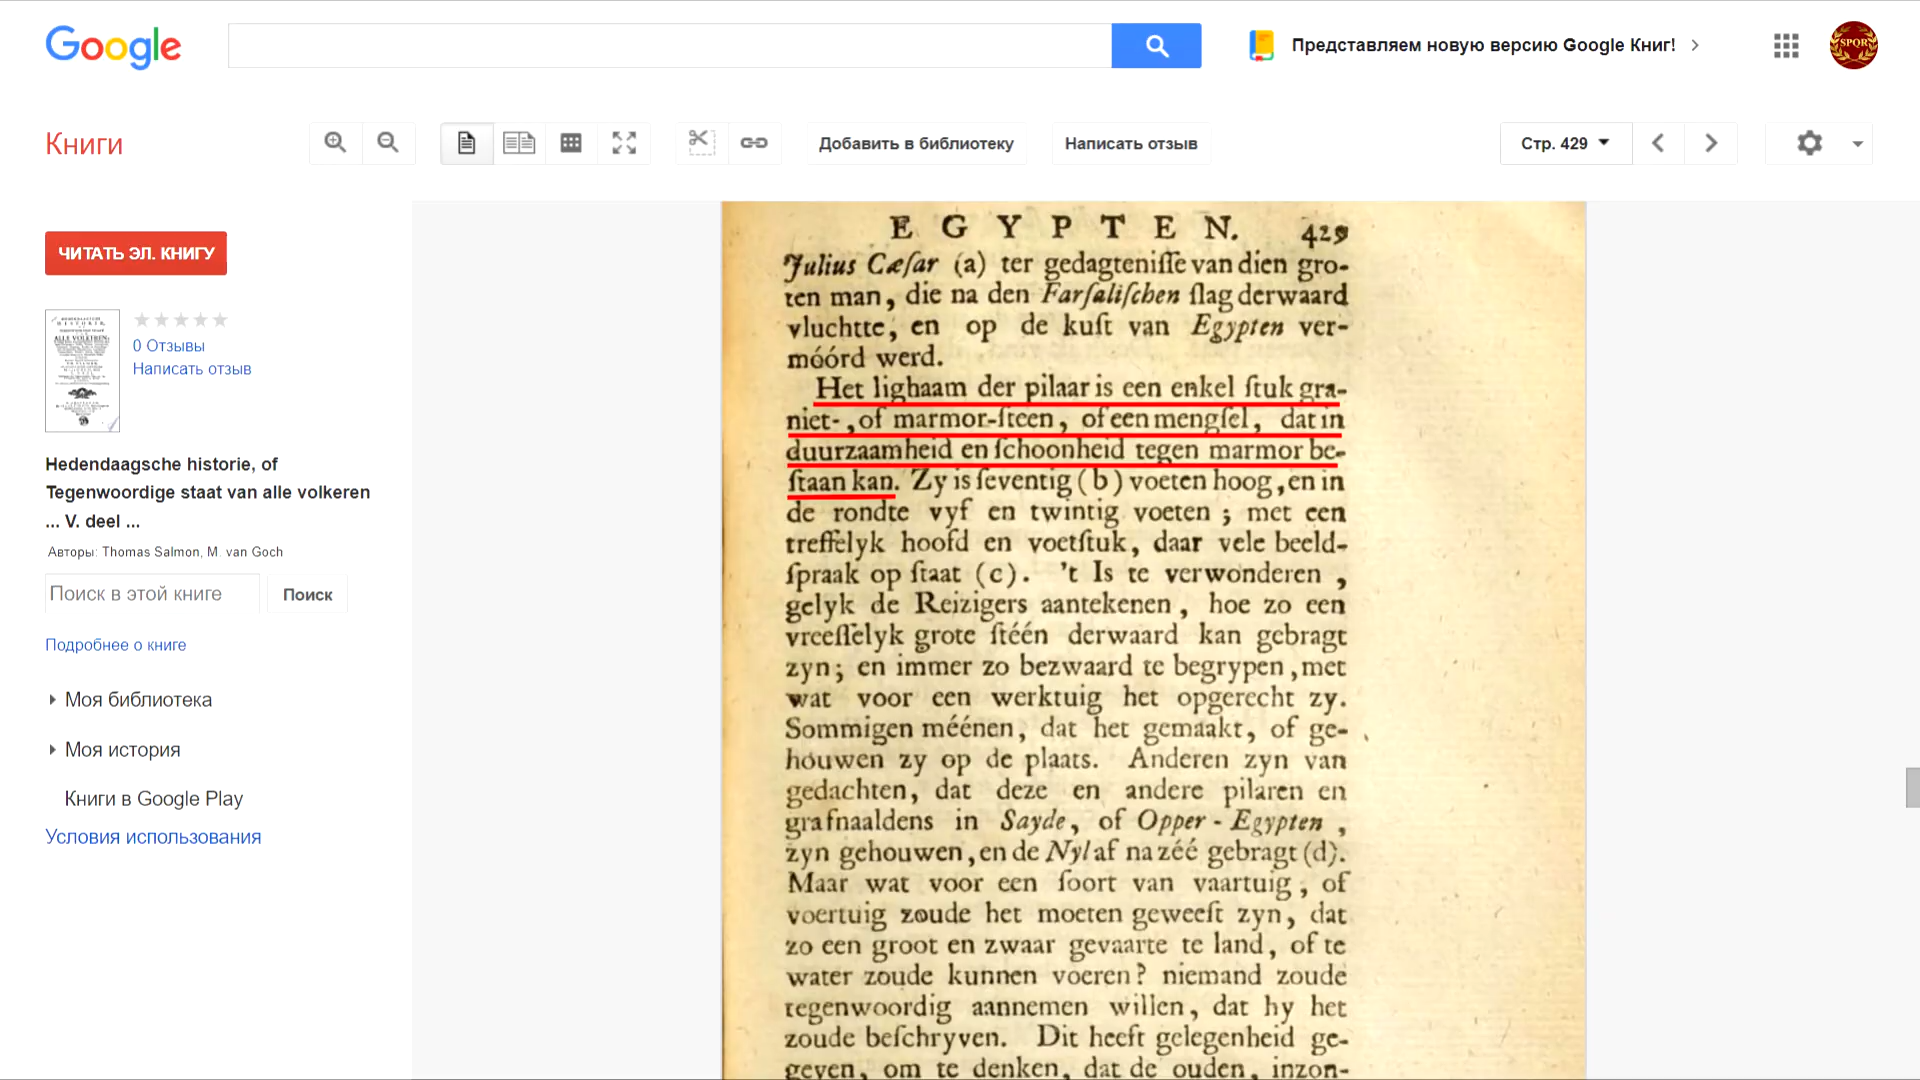 Google
Представляем новую версию Google Книг!
SPQR
Книги
Добавить в библиотеку
Написать отзыв
Стр. 429
ЧИТАТЬ ЭЛ. КНИГУ
0 Отзывы
Написать отзыв
Hedendaagsche historie, of
Tegenwoordige staat van alle volkeren
... V. deel ...
Авторы: Thomas Salmon, M. van Goch
Поиск в этой книге
Поиск
Подробнее о книге
Моя библиотека
Моя история
Книги в Google Play
Условия использования
EGYPTEN. 429
Julius Cæſar (a) ter gedagteniſſe van dien gro-
ten man, die na den Farſaliſchen ſlag derwaard
vluchtte, en op de kuſt van Egypten ver-
móórd werd.
Het lighaam der pilaar is een enkel ſtuk gra-
niet-, of marmor-ſteen, of een mengſel, dat in
duurzaamheid en ſchoonheid tegen marmor be-
ſtaan kan. Zy is ſeventig (b) voeten hoog, en in
de rondte vyf en twintig voeten; met een
treffelyk hoofd en voetſtuk, daar vele beeld-
ſpraak op ſtaat (c). 't Is te verwonderen,
gelyk de Reizigers aantekenen, hoe zo een
vreeſſelyk grote ſtéén derwaard kan gebragt
zyn; en immer zo bezwaard te begrypen, met
wat voor een werktuig het opgerecht zy.
Sommigen méénen, dat het gemaakt, of ge-
houwen zy op de plaats. Anderen zyn van
gedachten, dat deze en andere pilaren en
grafnaaldens in Sayde, of Opper-Egypten,
zyn gehouwen, en de Nyl af na zéé gebragt (d).
Maar wat voor een ſoort van vaartuig, of
voertuig zoude het moeten geweeſt zyn, dat
zo een groot en zwaar gevaarte te land, of te
water zoude kunnen voeren? niemand zoude
tegenwoordig aannemen willen, dat hy het
zoude beſchryven. Dit heeft gelegenheid ge-
geven, om te denken, dat de ouden, inzon-